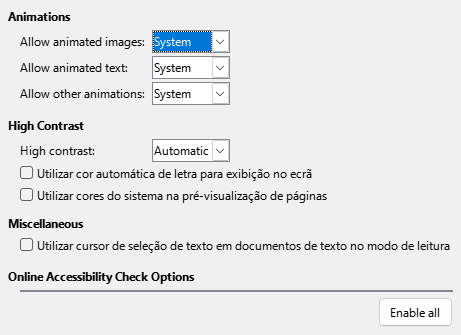 Animations
Allow animated images: System
Allow animated text: System
Allow other animations: System
High Contrast
High contrast: Automatic
Utilizar cor automática de letra para exibição no ecrã
Utilizar cores do sistema na pré-visualização de páginas
Miscellaneous
Utilizar cursor de seleção de texto em documentos de texto no modo de leitura
Online Accessibility Check Options
Enable all